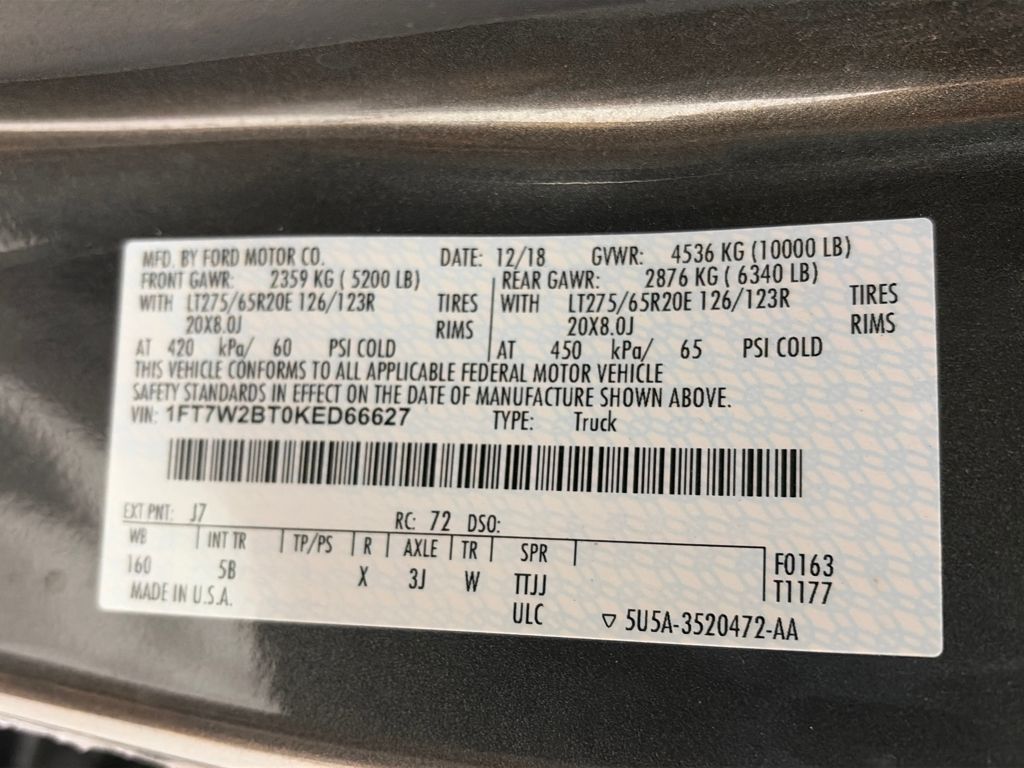 MFD. BY FORD MOTOR CO. DATE: 12/18 GVWR: 4536 KG (10000 LB)
FRONT GAWR: 2359 KG ( 5200 LB) REAR GAWR: 2876 KG ( 6340 LB)
WITH LT275/65R20E 126/123R TIRES WITH LT275/65R20E 126/123R TIRES
20X8.0J RIMS 20X8.0J RIMS
AT 420 kPa/ 60 PSI COLD AT 450 kPa/ 65 PSI COLD
THIS VEHICLE CONFORMS TO ALL APPLICABLE FEDERAL MOTOR VEHICLE
SAFETY STANDARDS IN EFFECT ON THE DATE OF MANUFACTURE SHOWN ABOVE.
VIN: 1FT7W2BT0KED66627 TYPE: Truck
EXT PNT: J7 RC: 72 DSO:
WB INT TR TP/PS R AXLE TR SPR
160 5B X 3J W TTJJ F0163
MADE IN U.S.A. ULC T1177
▽ 5U5A-3520472-AA